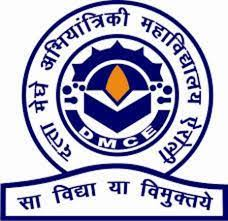 दत्ता मेघे अभियांत्रिकी महाविद्यालय ऐरोली
DMCE
सा विद्या या विमुक्तये